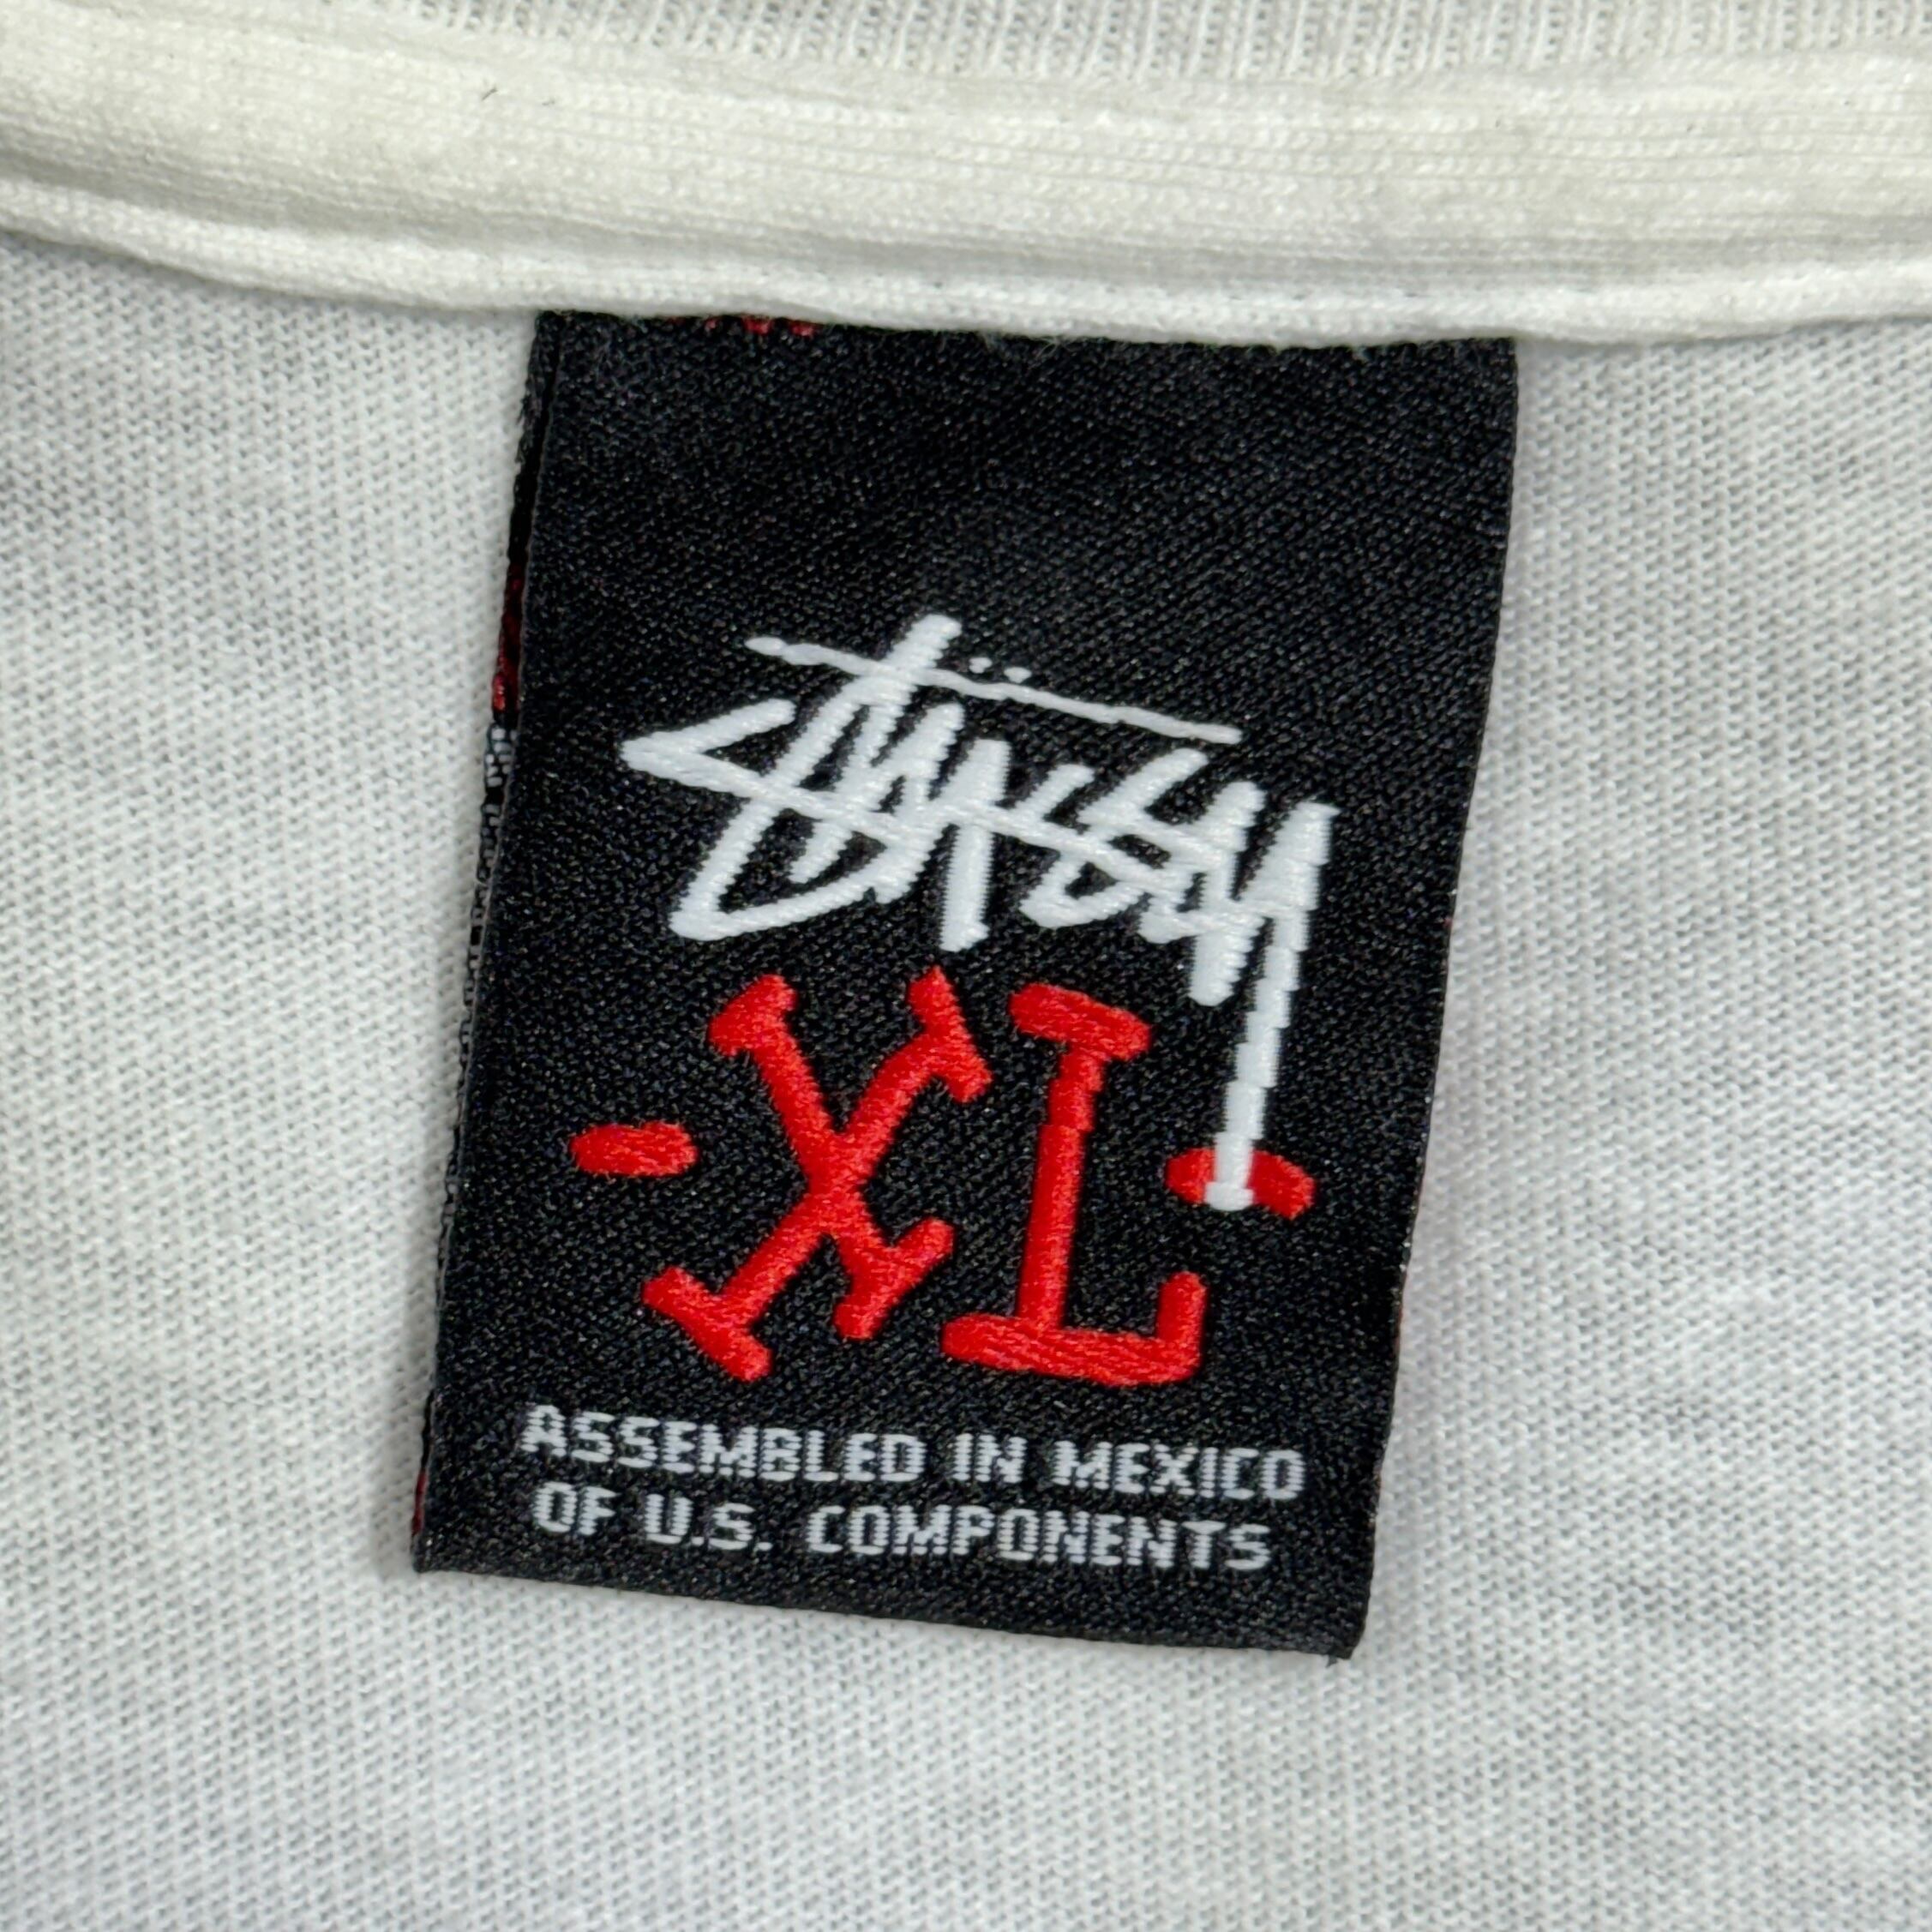 Stüssy
-XL-
ASSEMBLED IN MEXICO
OF U.S. COMPONENTS